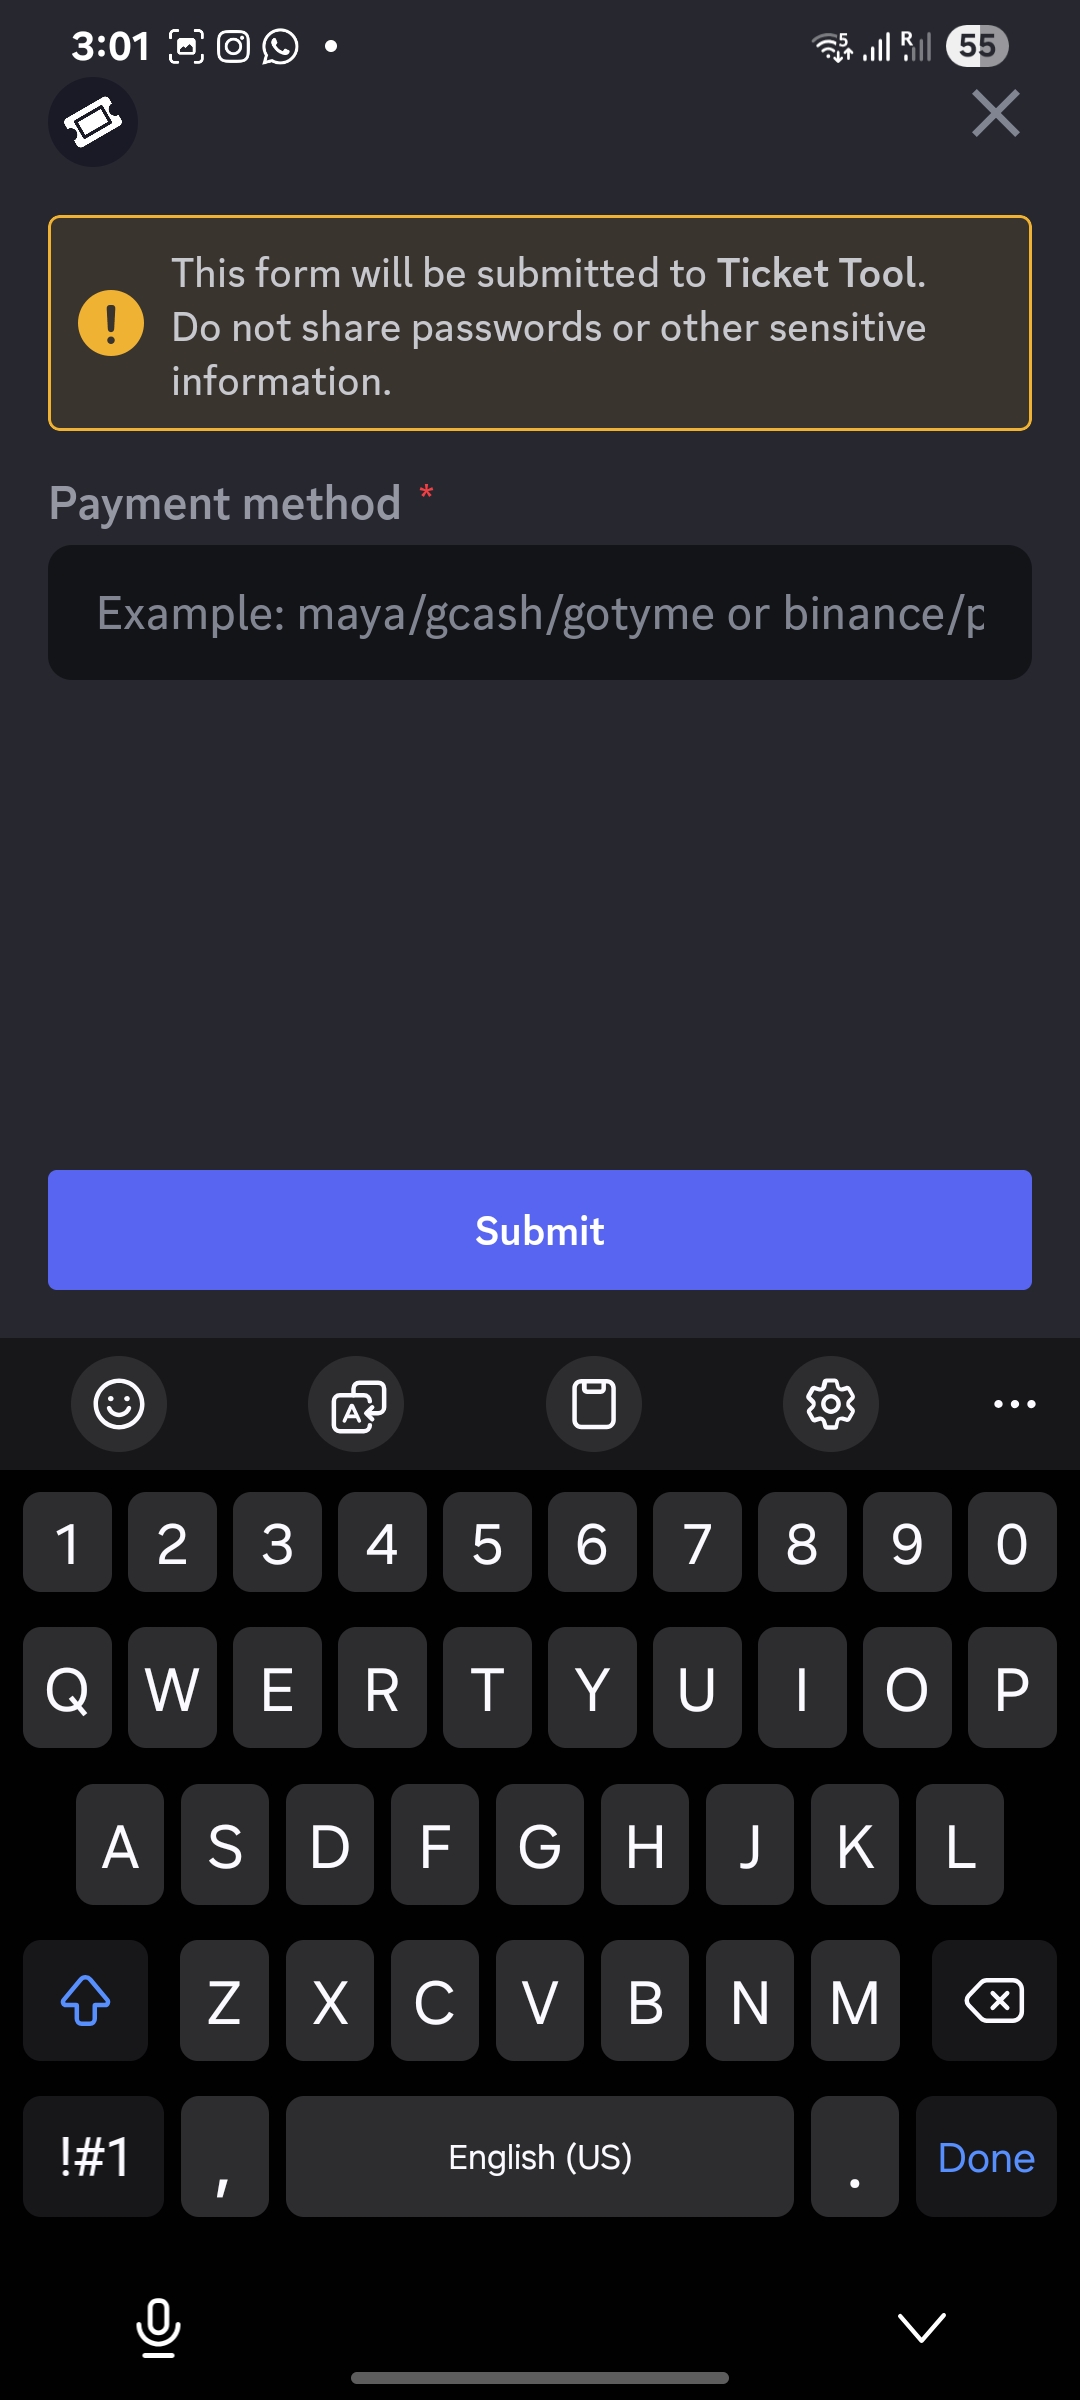 3:01
5
R
55
This form will be submitted to Ticket Tool.
Do not share passwords or other sensitive
information.
Payment method *
Example: maya/gcash/gotyme or binance/p
Submit
A
1 2 3 4 5 6 7 8 9 0
Q W E R T Y U I O P
A S D F G H J K L
Z X C V B N M
!#1 , English (US) . Done